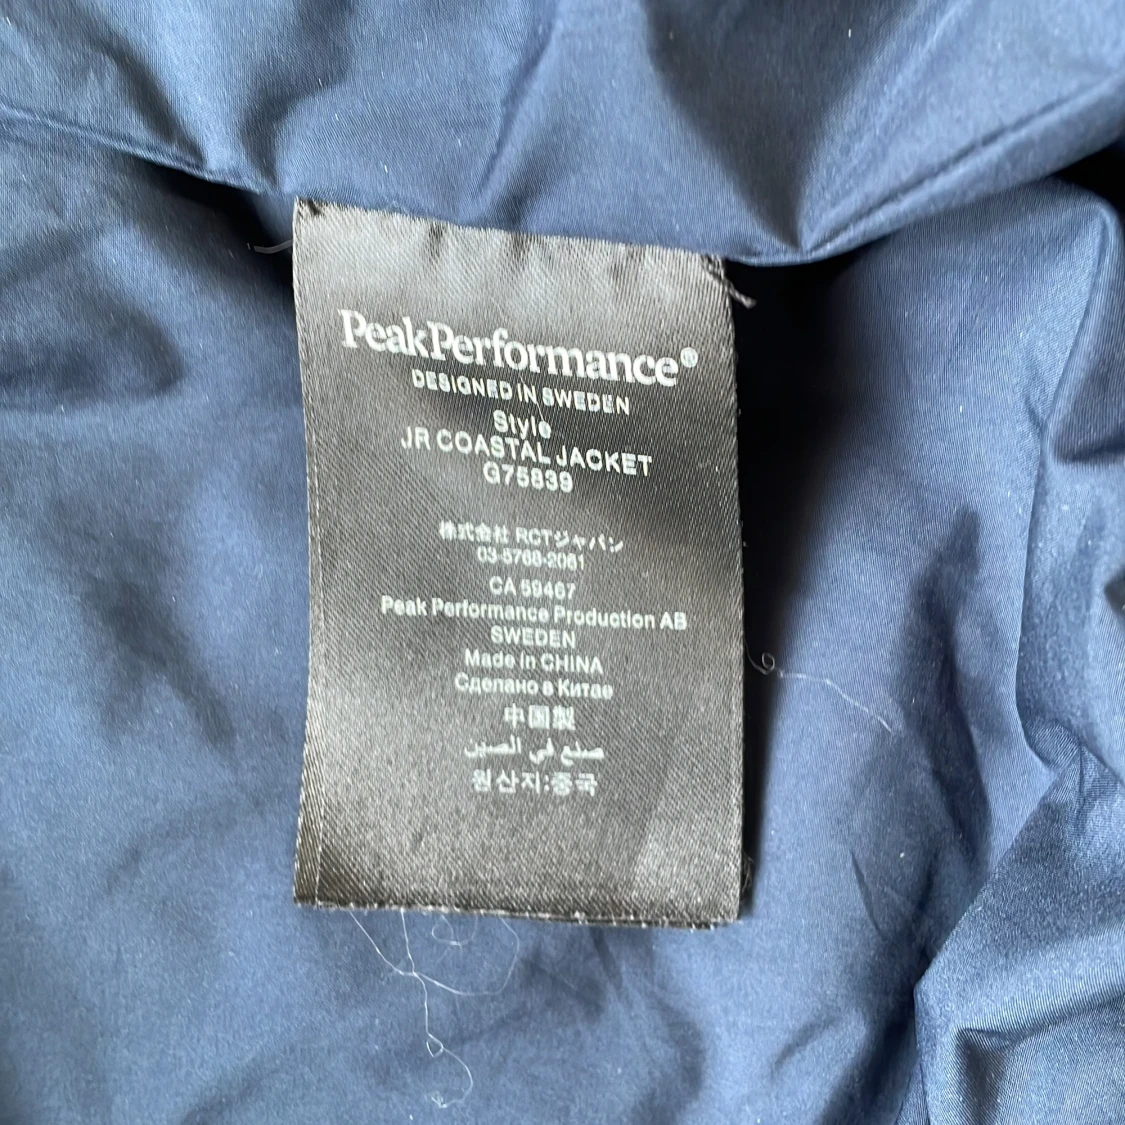 PeakPerformance®
DESIGNED IN SWEDEN
Style
JR COASTAL JACKET
G75839
株式会社 RCTジャパン
03-5768-2061
CA 59467
Peak Performance Production AB
SWEDEN
Made in CHINA
Сделано в Китае
中国製
صنع في الصين
원산지:중국